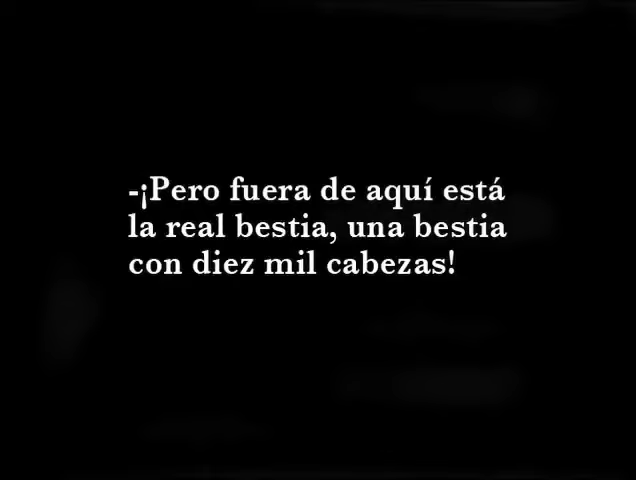 -¡Pero fuera de aquí está
la real bestia, una bestia
con diez mil cabezas!